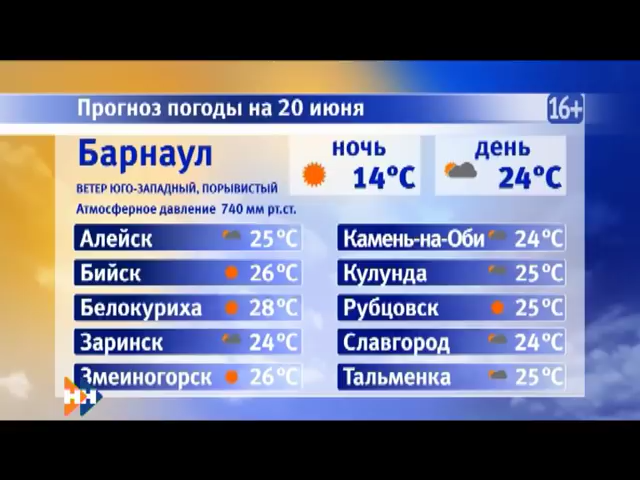 Прогноз погоды на 20 июня
16+
Барнаул
ночь
14°C
день
24°C
ВЕТЕР ЮГО-ЗАПАДНЫЙ, ПОРЫВИСТЫЙ
Атмосферное давление 740 мм рт.ст.
Алейск 25°C
Бийск 26°C
Белокуриха 28°C
Заринск 24°C
Змеиногорск 26°C
Камень-на-Оби 24°C
Кулунда 25°C
Рубцовск 25°C
Славгород 24°C
Тальменка 25°C
НН